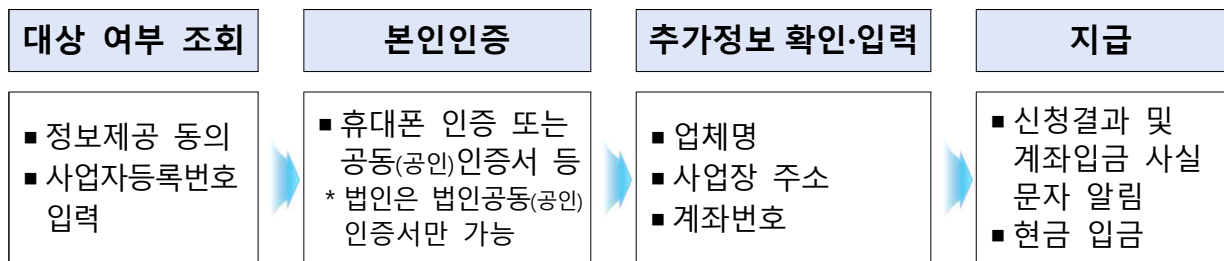 대상 여부 조회
■ 정보제공 동의
■ 사업자등록번호
입력
본인인증
■ 휴대폰 인증 또는
공동(공인)인증서 등
* 법인은 법인공동(공인)
인증서만 가능
추가정보 확인·입력
■ 업체명
■ 사업장 주소
■ 계좌번호
지급
■ 신청결과 및
계좌입금 사실
문자 알림
■ 현금 입금